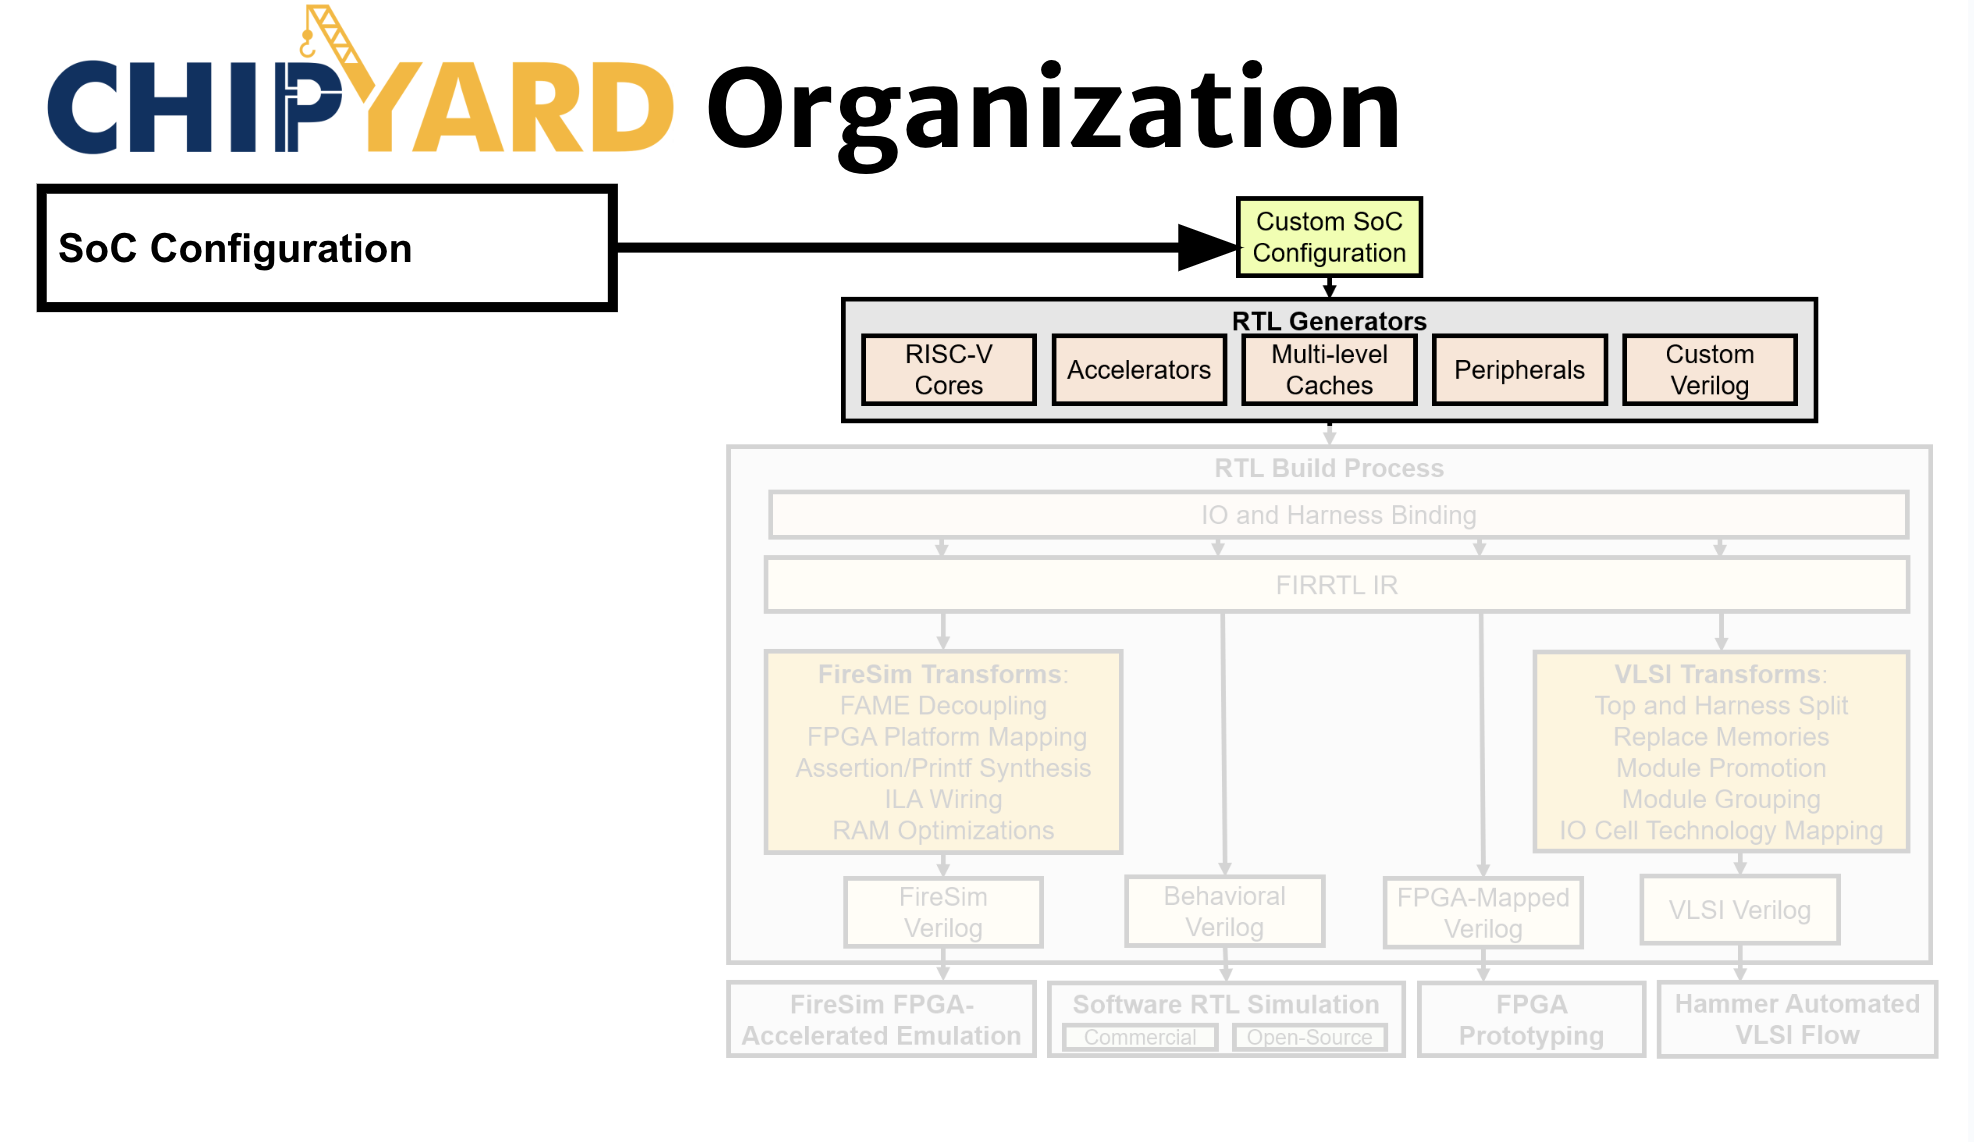 CHIPYARD Organization
SoC Configuration
Custom SoC
Configuration
RTL Generators
RISC-V
Cores
Accelerators
Multi-level
Caches
Peripherals
Custom
Verilog
RTL Build Process
IO and Harness Binding
FIRRTL IR
FireSim Transforms:
FAME Decoupling
FPGA Platform Mapping
Assertion/Printf Synthesis
ILA Wiring
RAM Optimizations
VLSI Transforms:
Top and Harness Split
Replace Memories
Module Promotion
Module Grouping
IO Cell Technology Mapping
FireSim
Verilog
Behavioral
Verilog
FPGA-Mapped
Verilog
VLSI Verilog
FireSim FPGA-
Accelerated Emulation
Software RTL Simulation
Commercial
Open-Source
FPGA
Prototyping
Hammer Automated
VLSI Flow